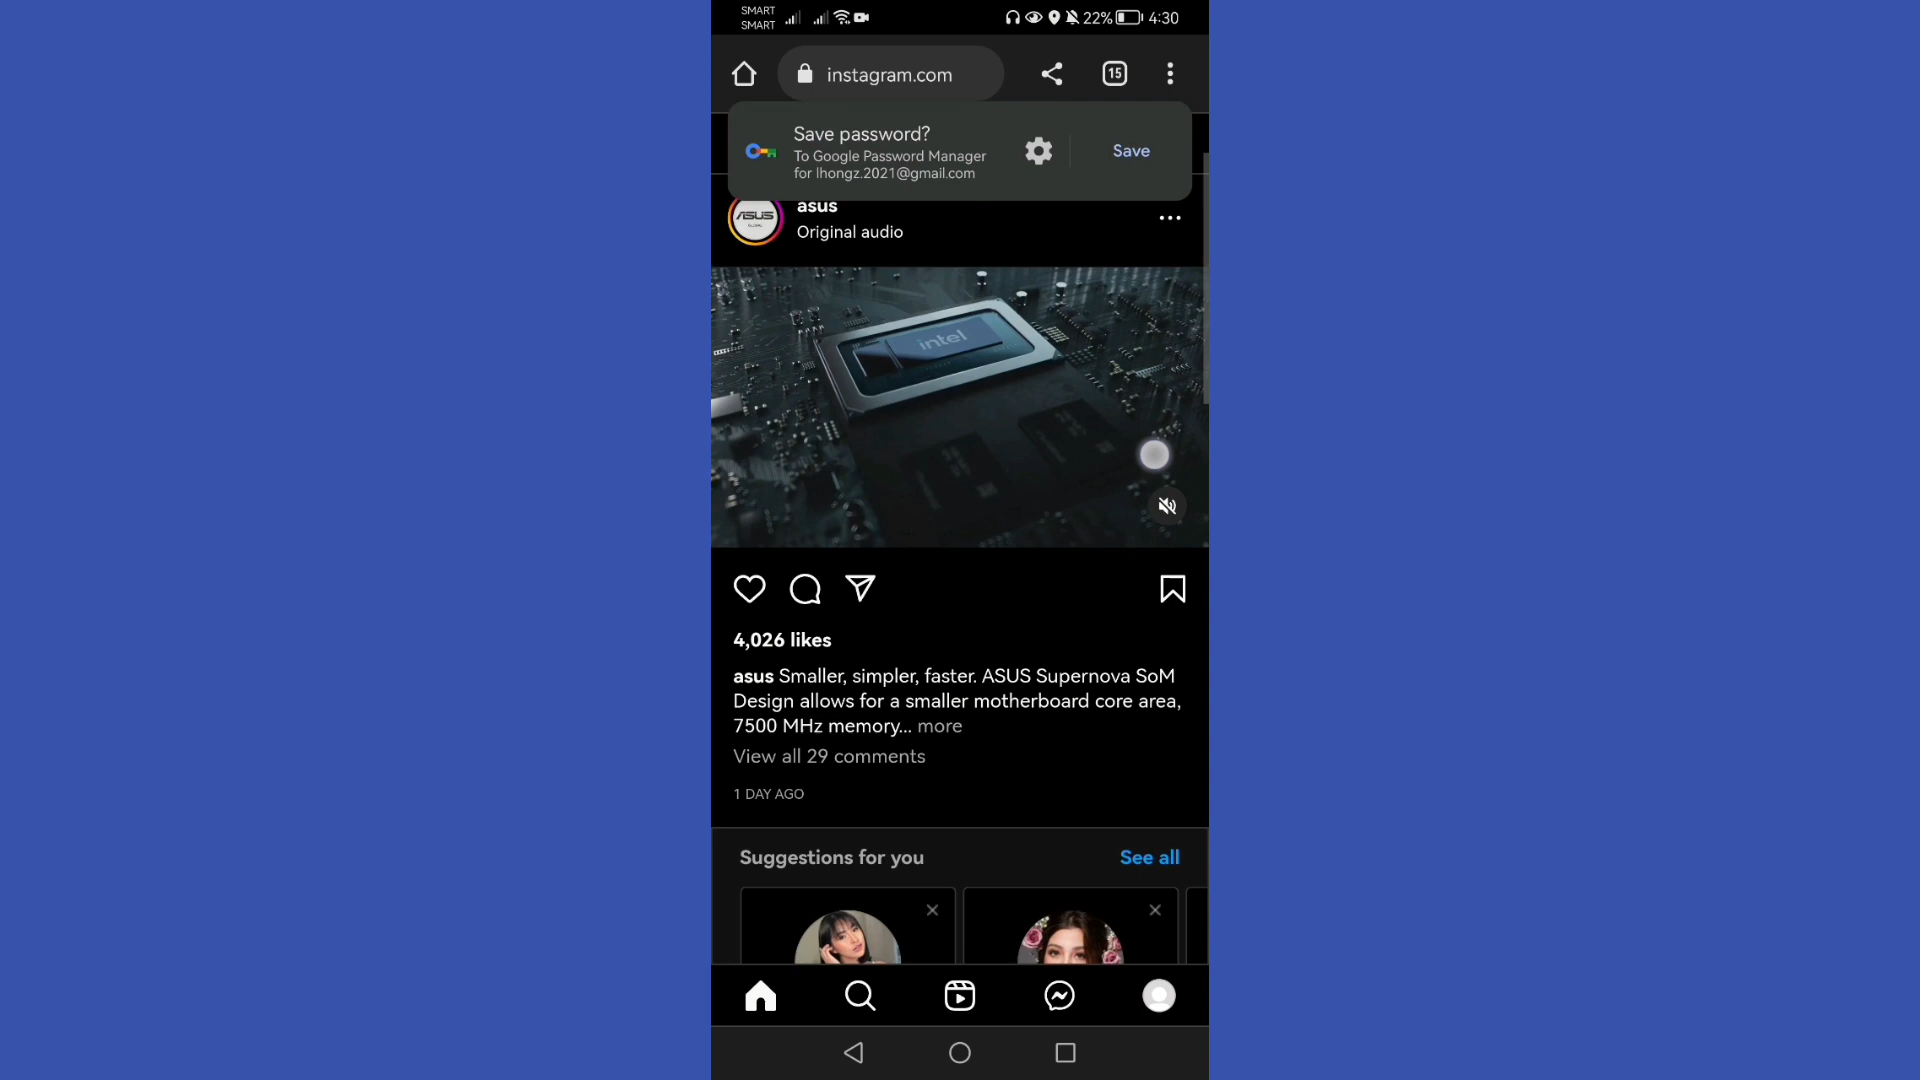 SMART
SMART
22%
4:30
instagram.com
15
Save password?
To Google Password Manager
for lhongz.2021@gmail.com
Save
ASUS
asus
Original audio
intel
4,026 likes
asus Smaller, simpler, faster. ASUS Supernova SoM
Design allows for a smaller motherboard core area,
7500 MHz memory... more
View all 29 comments
1 DAY AGO
Suggestions for you
See all